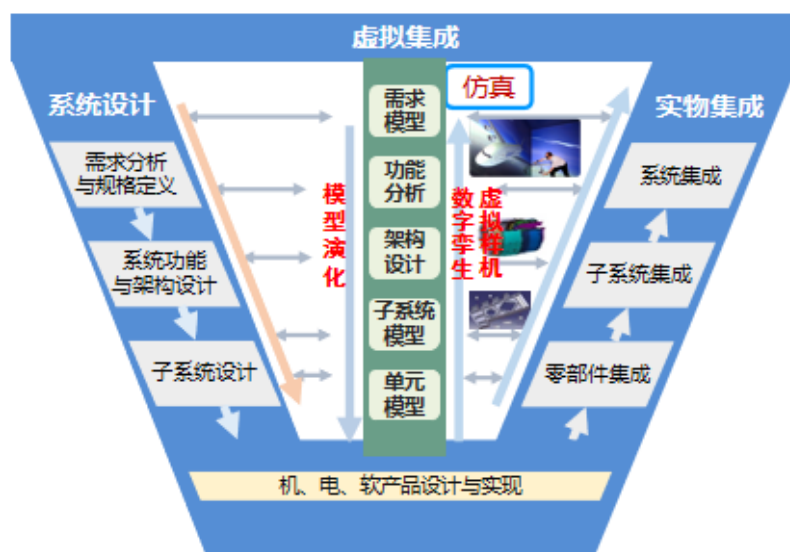 虚拟集成
系统设计
需求分析
与规格定义
系统功能
与架构设计
子系统设计
模型演化
需求
模型
功能
分析
架构
设计
子系统
模型
单元
模型
仿真
数字孪生
虚拟样机
实物集成
系统集成
子系统集成
零部件集成
机、电、软产品设计与实现